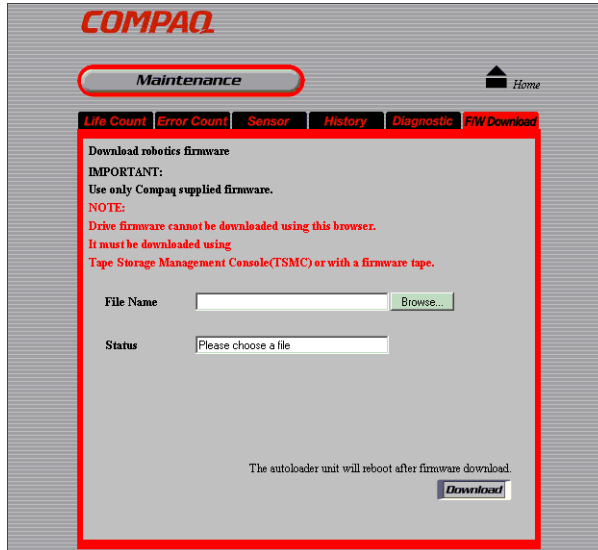 COMPAQ
Maintenance
Home
Life Count Error Count Sensor History Diagnostic F/W Download
Download robotics firmware
IMPORTANT:
Use only Compaq supplied firmware.
NOTE:
Drive firmware cannot be downloaded using this browser.
It must be downloaded using
Tape Storage Management Console(TSMC) or with a firmware tape.
File Name Browse...
Status Please choose a file
The autoloader unit will reboot after firmware download.
Download